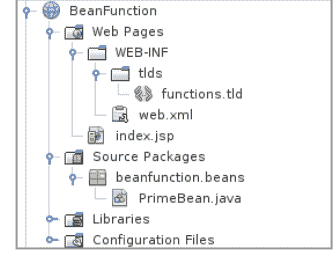 BeanFunction
Web Pages
WEB-INF
tlds
functions.tld
web.xml
index.jsp
Source Packages
beanfunction.beans
PrimeBean.java
Libraries
Configuration Files